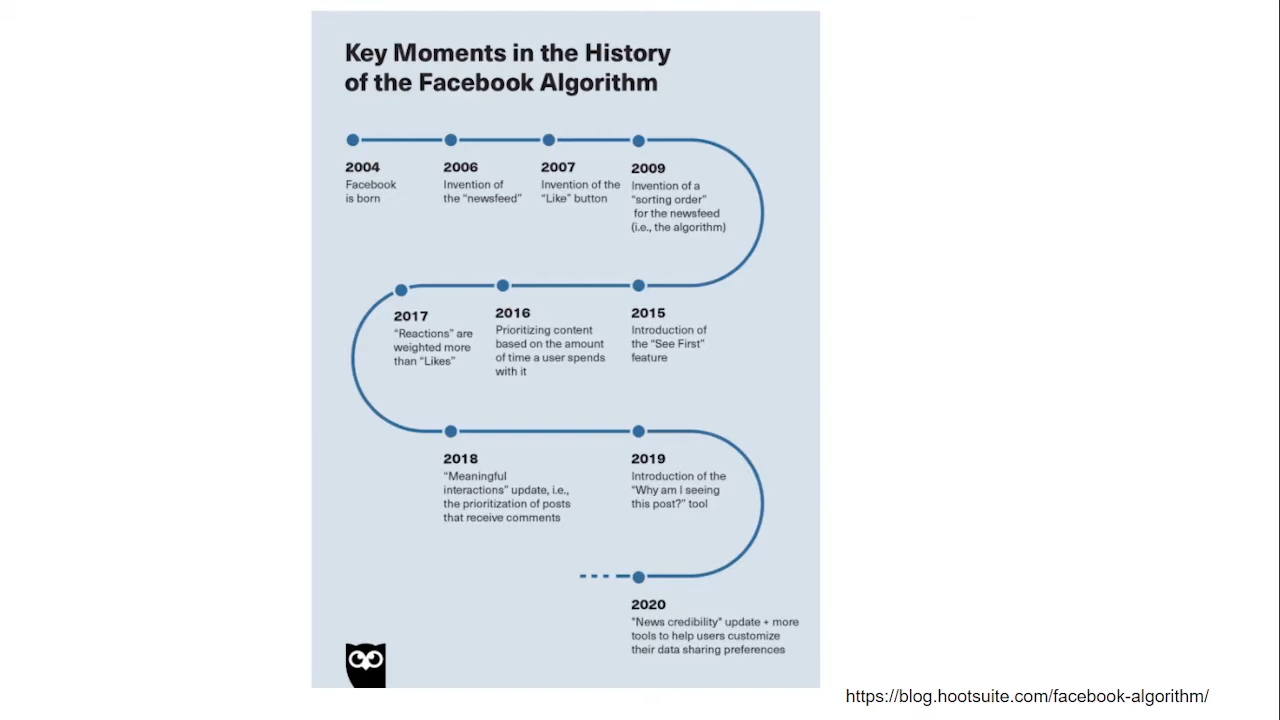 Key Moments in the History
of the Facebook Algorithm
2004
Facebook
is born
2006
Invention of
the “newsfeed”
2007
Invention of the
“Like” button
2009
Invention of a
“sorting order”
for the newsfeed
(i.e., the algorithm)
2017
“Reactions” are
weighted more
than “Likes”
2016
Prioritizing content
based on the amount
of time a user spends
with it
2015
Introduction of
the “See First”
feature
2018
“Meaningful
interactions” update, i.e.,
the prioritization of posts
that receive comments
2019
Introduction of the
“Why am I seeing
this post?” tool
2020
"News credibility" update + more
tools to help users customize
their data sharing preferences
https://blog.hootsuite.com/facebook-algorithm/